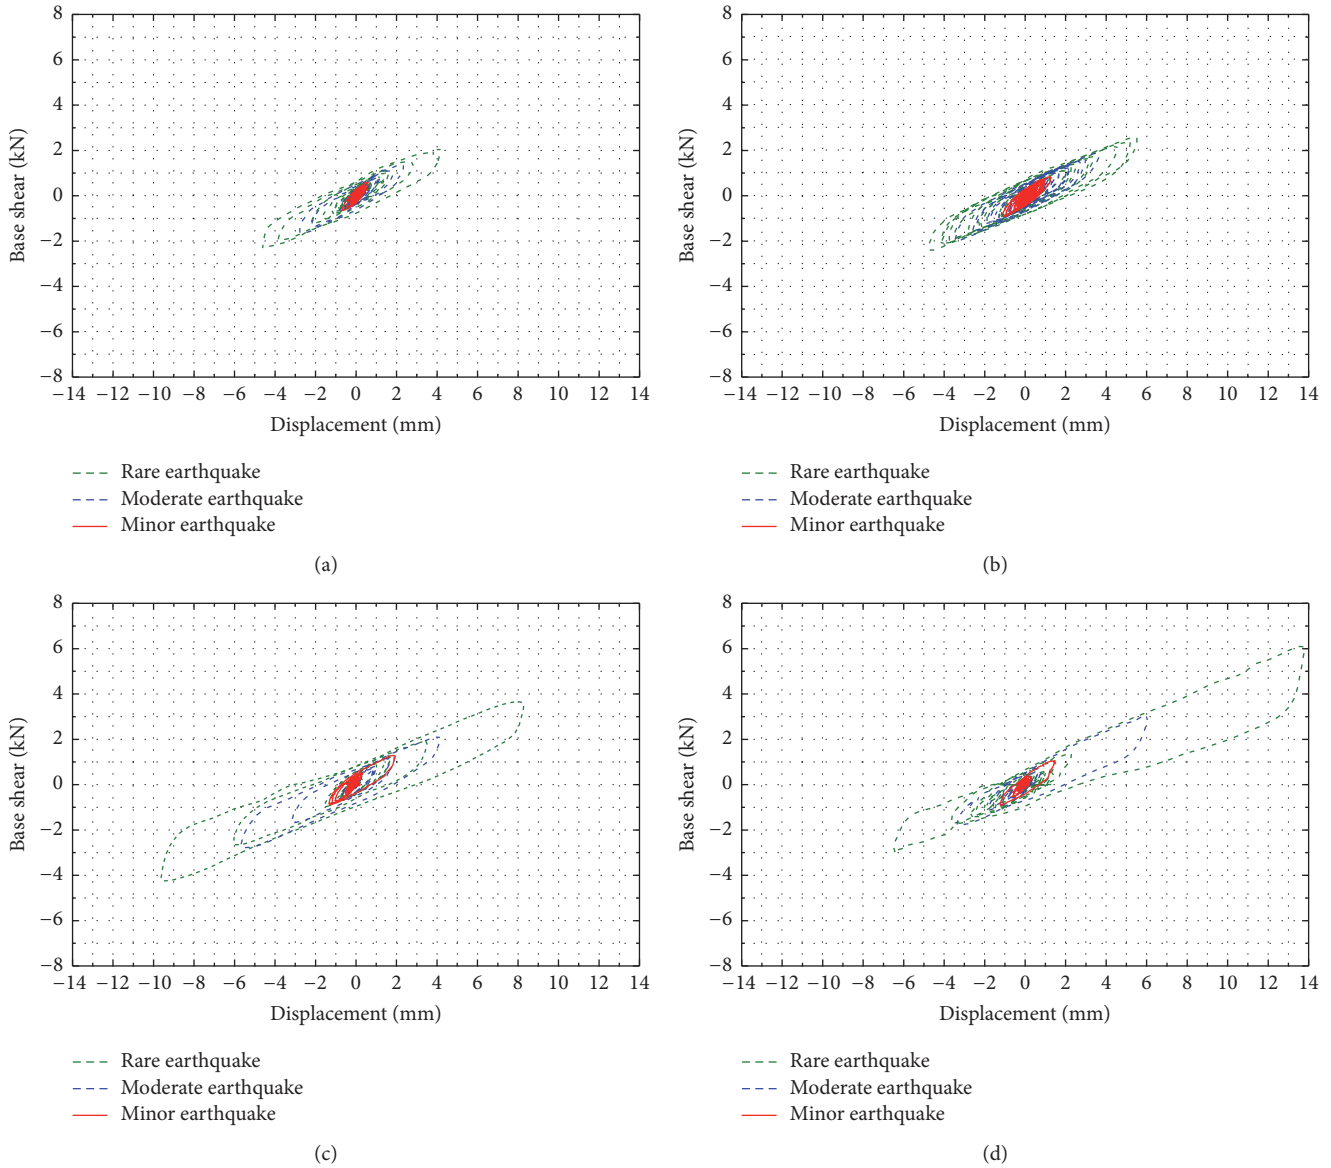 8
6
4
2
0
−2
−4
−6
−8
Base shear (kN)
−14 −12 −10 −8 −6 −4 −2 0 2 4 6 8 10 12 14
Displacement (mm)
Rare earthquake
Moderate earthquake
Minor earthquake
(a)
8
6
4
2
0
−2
−4
−6
−8
Base shear (kN)
−14 −12 −10 −8 −6 −4 −2 0 2 4 6 8 10 12 14
Displacement (mm)
Rare earthquake
Moderate earthquake
Minor earthquake
(b)
8
6
4
2
0
−2
−4
−6
−8
Base shear (kN)
−14 −12 −10 −8 −6 −4 −2 0 2 4 6 8 10 12 14
Displacement (mm)
Rare earthquake
Moderate earthquake
Minor earthquake
(c)
8
6
4
2
0
−2
−4
−6
−8
Base shear (kN)
−14 −12 −10 −8 −6 −4 −2 0 2 4 6 8 10 12 14
Displacement (mm)
Rare earthquake
Moderate earthquake
Minor earthquake
(d)